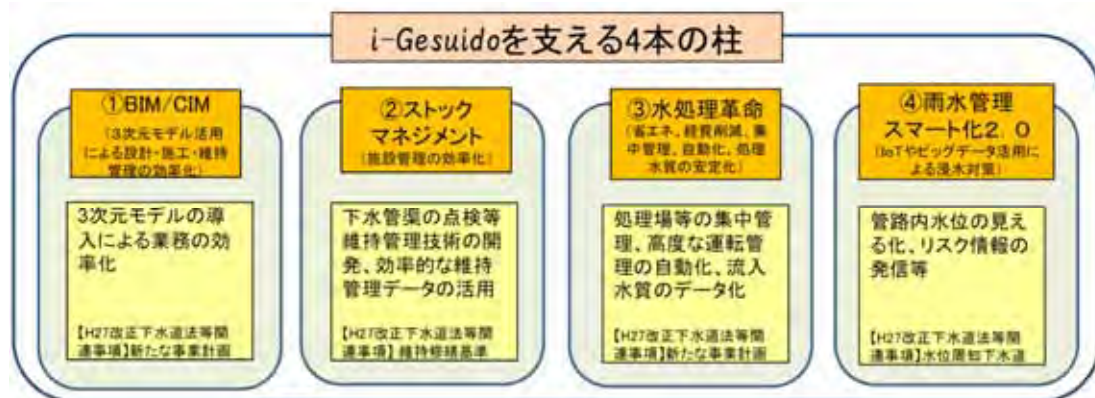 i-Gesuidoを支える4本の柱
①BIM/CIM
(3次元モデル活用
による設計・施工・維持
管理の効率化)
3次元モデルの導
入による業務の効
率化
【H27改正下水道法等関
連事項】新たな事業計画
②ストック
マネジメント
(施設管理の効率化)
下水管渠の点検等
維持管理技術の開
発、効率的な維持
管理データの活用
【H27改正下水道法等関
連事項】維持修繕基準
③水処理革命
(省エネ、経費削減、集
中管理、自動化、処理
水質の安定化)
処理場等の集中管
理、高度な運転管
理の自動化、流入
水質のデータ化
【H27改正下水道法等関
連事項】新たな事業計画
④雨水管理
スマート化2.0
(IoTやビッグデータ活用に
よる浸水対策)
管路内水位の見え
る化、リスク情報の
発信等
【H27改正下水道法等関
連事項】水位周知下水道